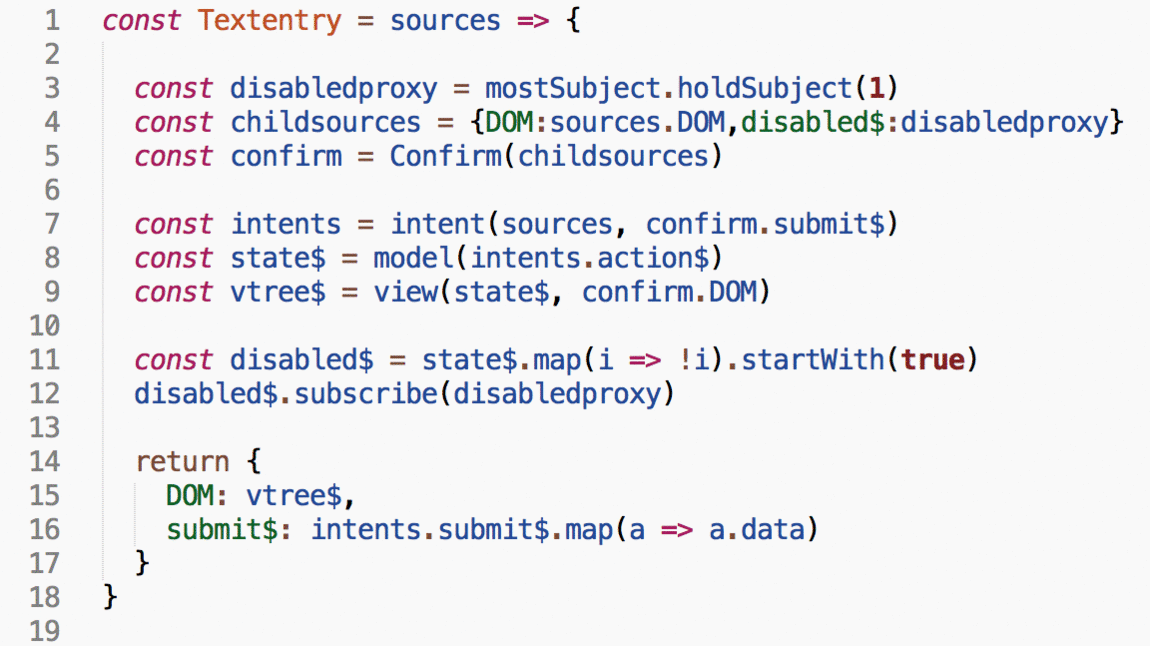 1 const Textentry = sources => {
2
3 const disabledproxy = mostSubject.holdSubject(1)
4 const childsources = {DOM:sources.DOM,disabled$:disabledproxy}
5 const confirm = Confirm(childsources)
6
7 const intents = intent(sources, confirm.submit$)
8 const state$ = model(intents.action$)
9 const vtree$ = view(state$, confirm.DOM)
10
11 const disabled$ = state$.map(i => !i).startWith(true)
12 disabled$.subscribe(disabledproxy)
13
14 return {
15 DOM: vtree$,
16 submit$: intents.submit$.map(a => a.data)
17 }
18 }
19